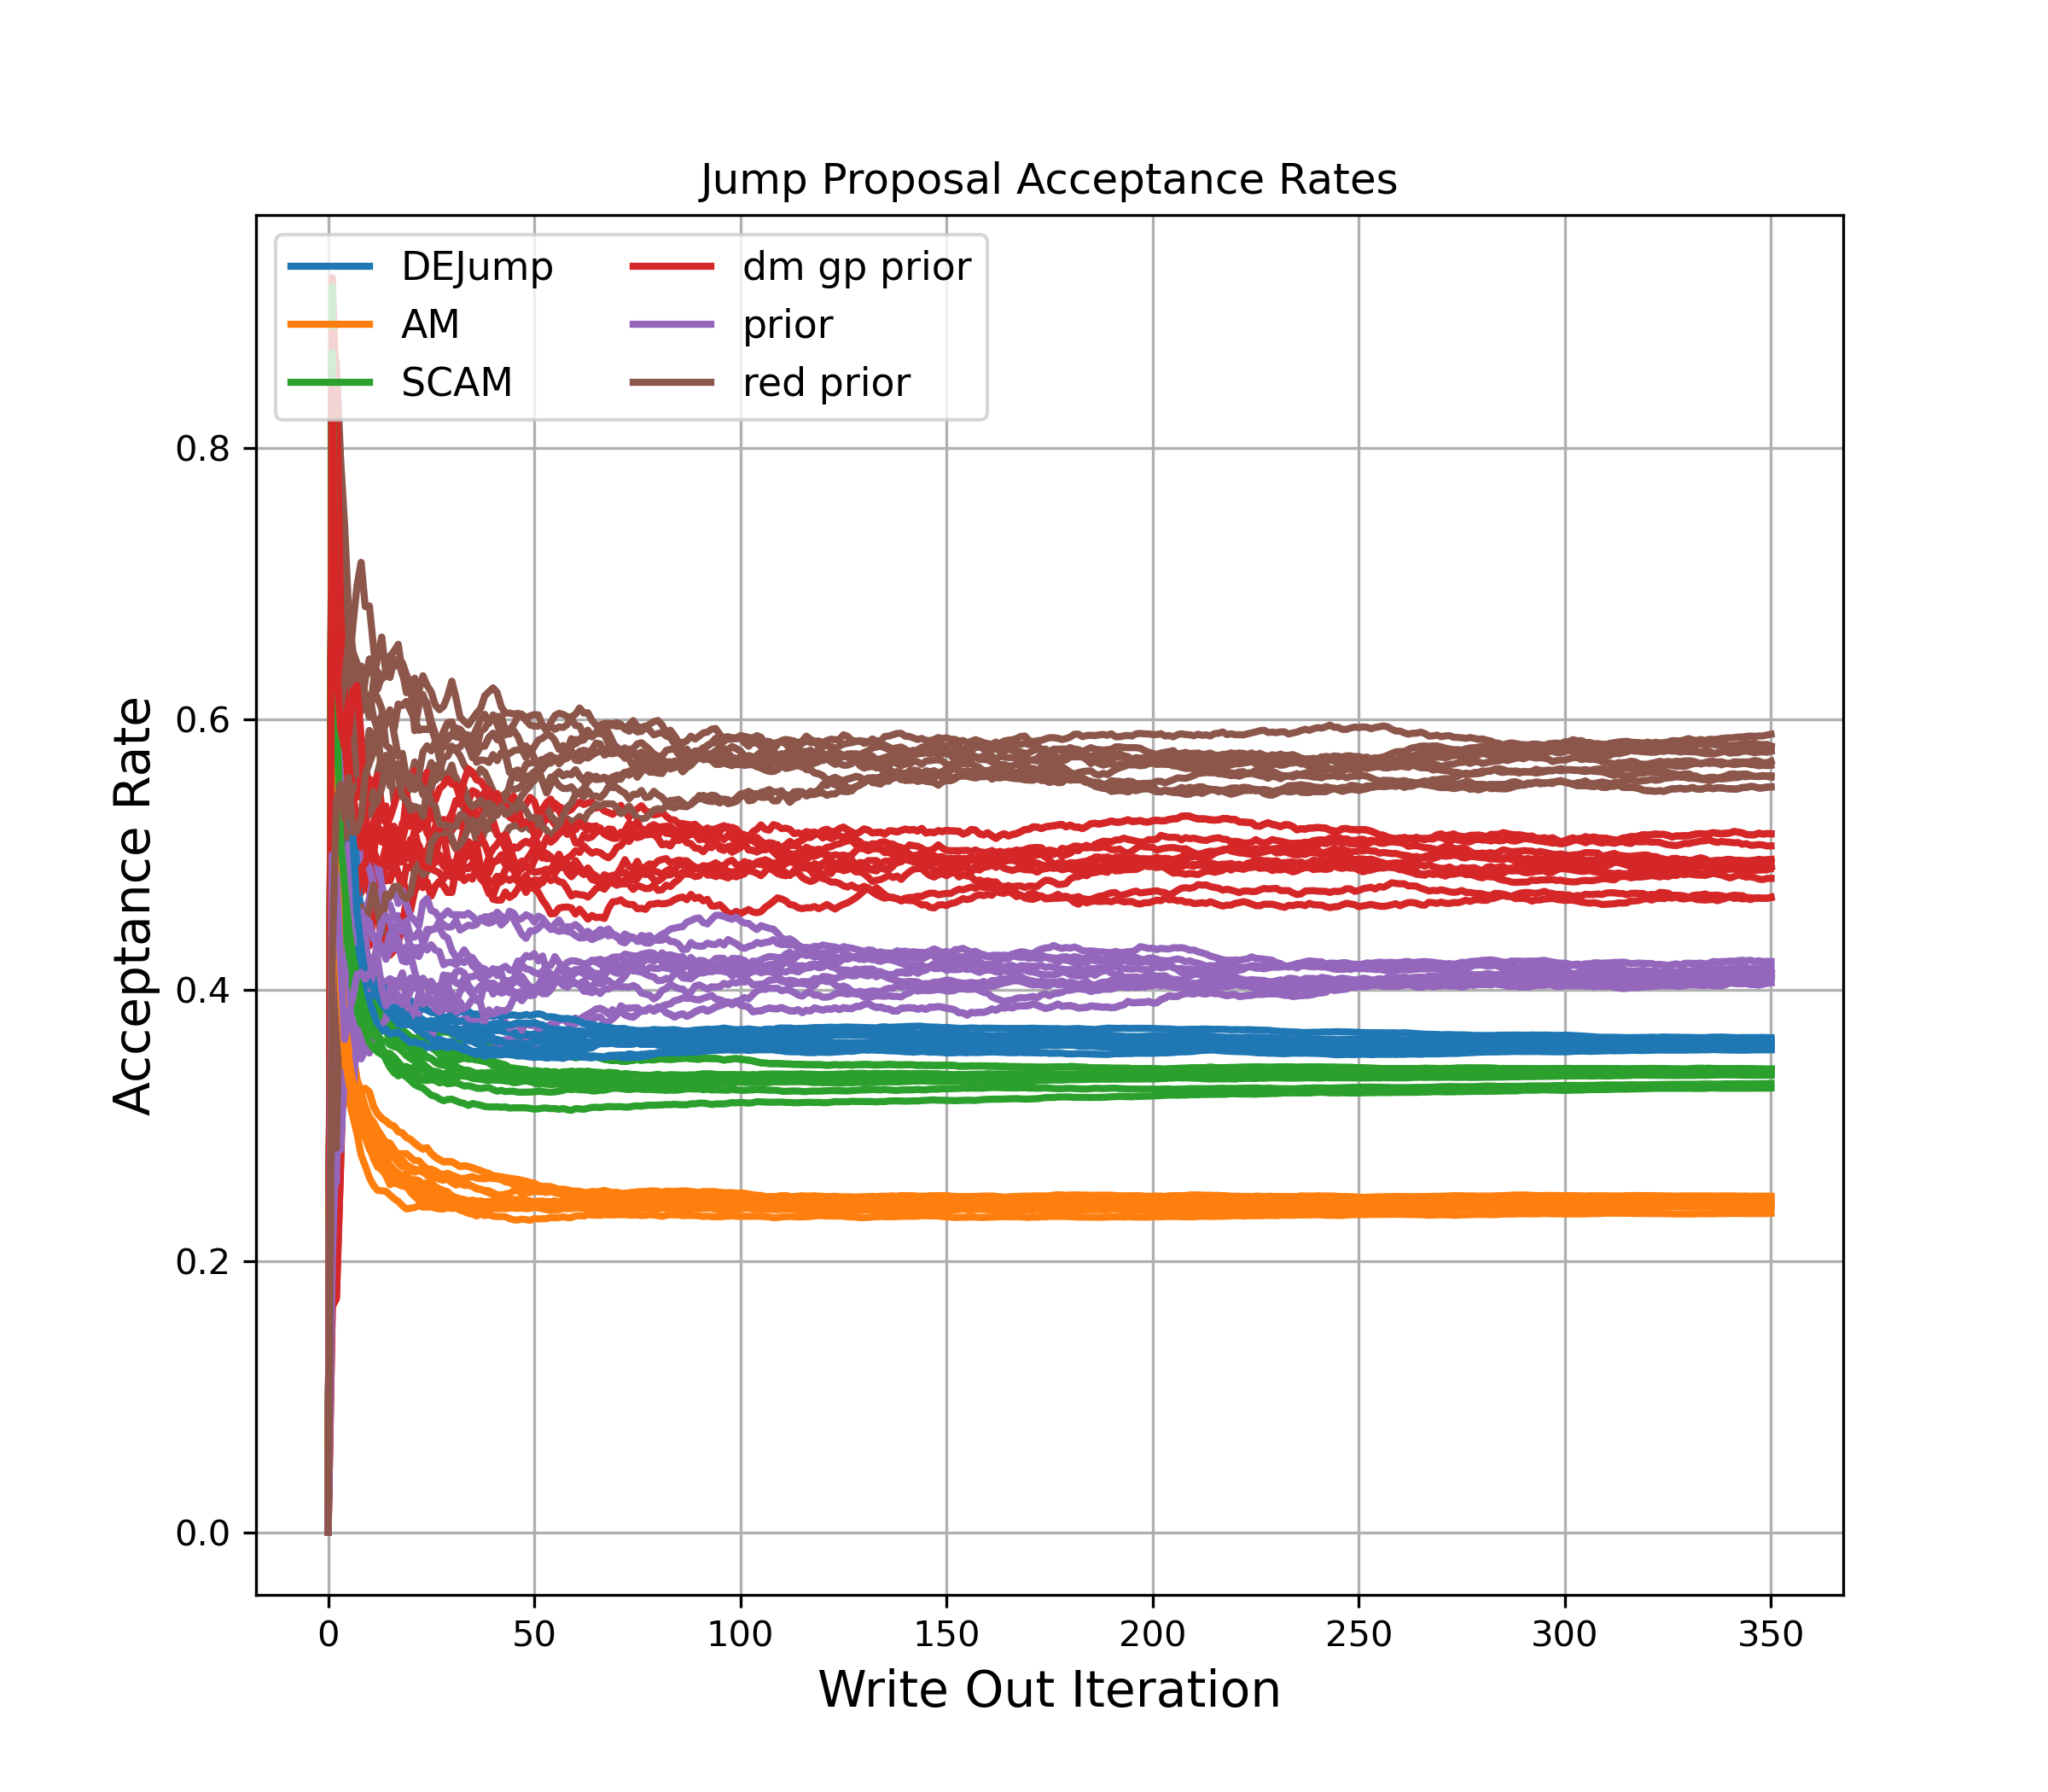 Jump Proposal Acceptance Rates
DEJump
AM
SCAM
dm gp prior
prior
red prior
Acceptance Rate
0.8
0.6
0.4
0.2
0.0
0 50 100 150 200 250 300 350
Write Out Iteration